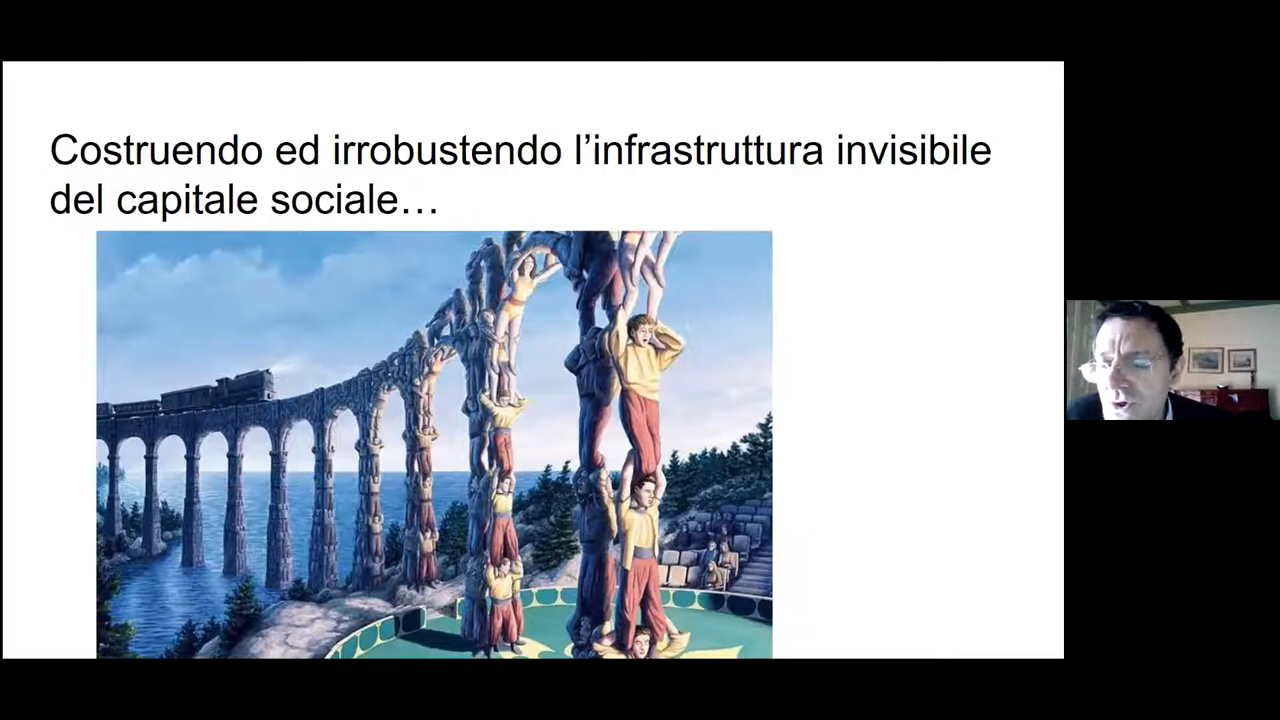 Costruendo ed irrobustendo l’infrastruttura invisibile
del capitale sociale…